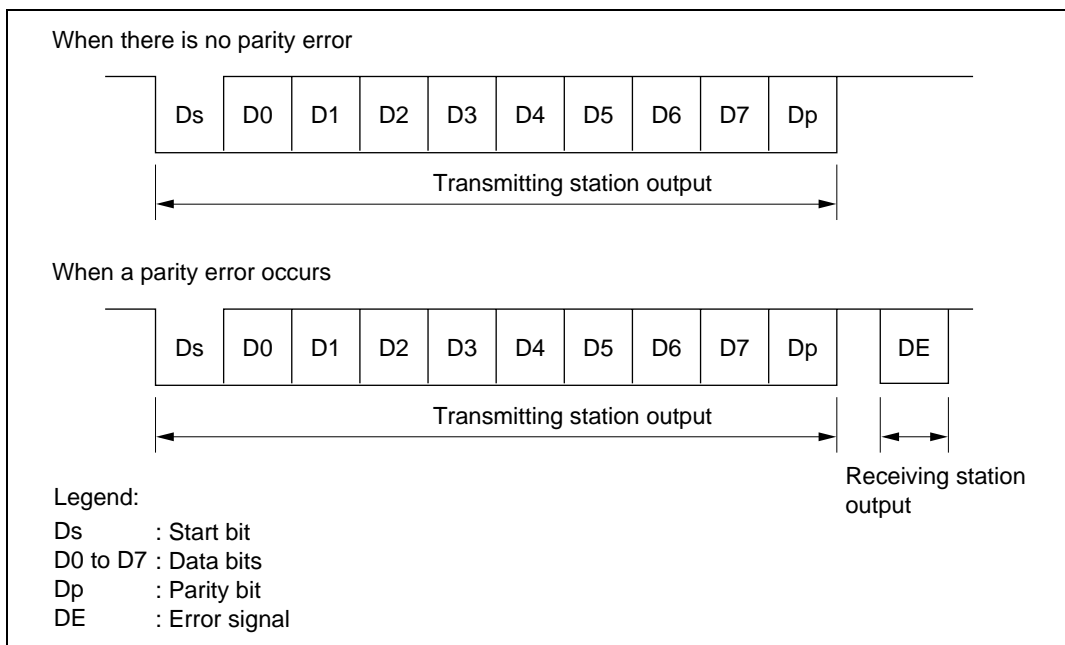 When there is no parity error
Ds D0 D1 D2 D3 D4 D5 D6 D7 Dp
Transmitting station output
When a parity error occurs
Ds D0 D1 D2 D3 D4 D5 D6 D7 Dp DE
Transmitting station output
Receiving station
output
Legend:
Ds : Start bit
D0 to D7 : Data bits
Dp : Parity bit
DE : Error signal